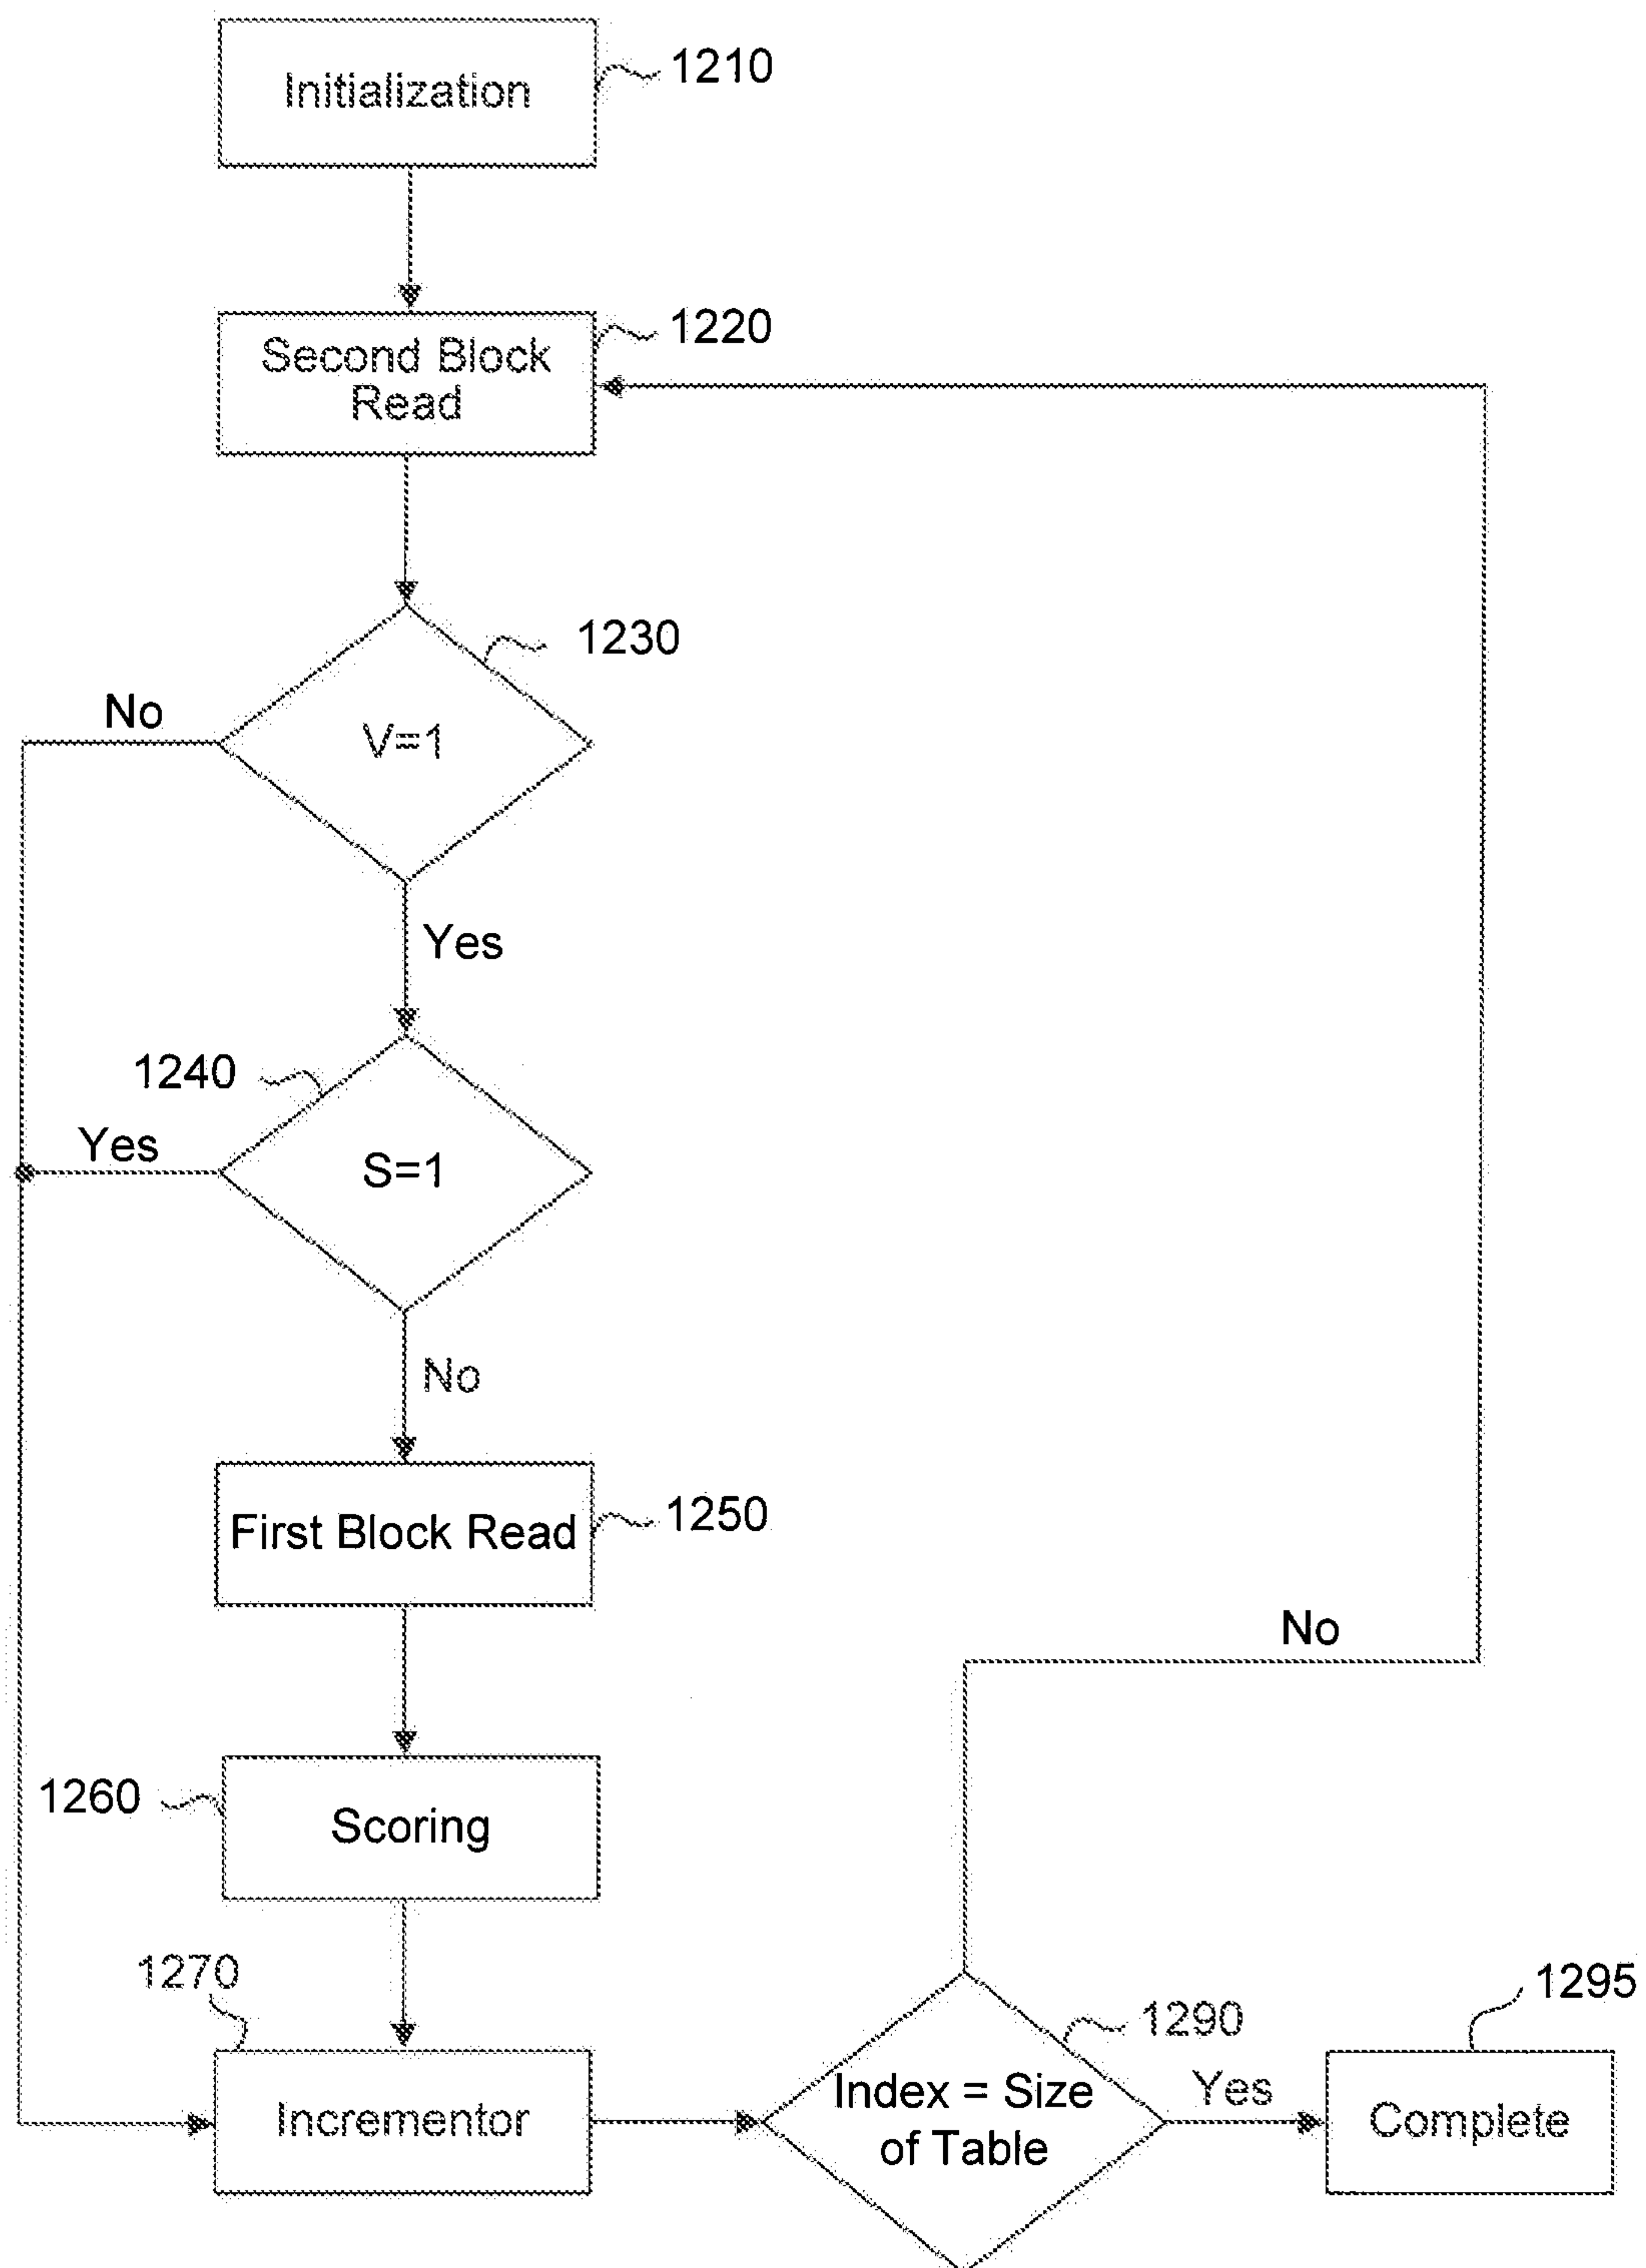 Initialization
1210
1220
Second Block
Read
1230
No
V=1
Yes
1240
Yes
S=1
No
First Block Read
1250
No
1260
Scoring
1270
1290
1295
Incrementor
Index = Size
of Table
Yes
Complete